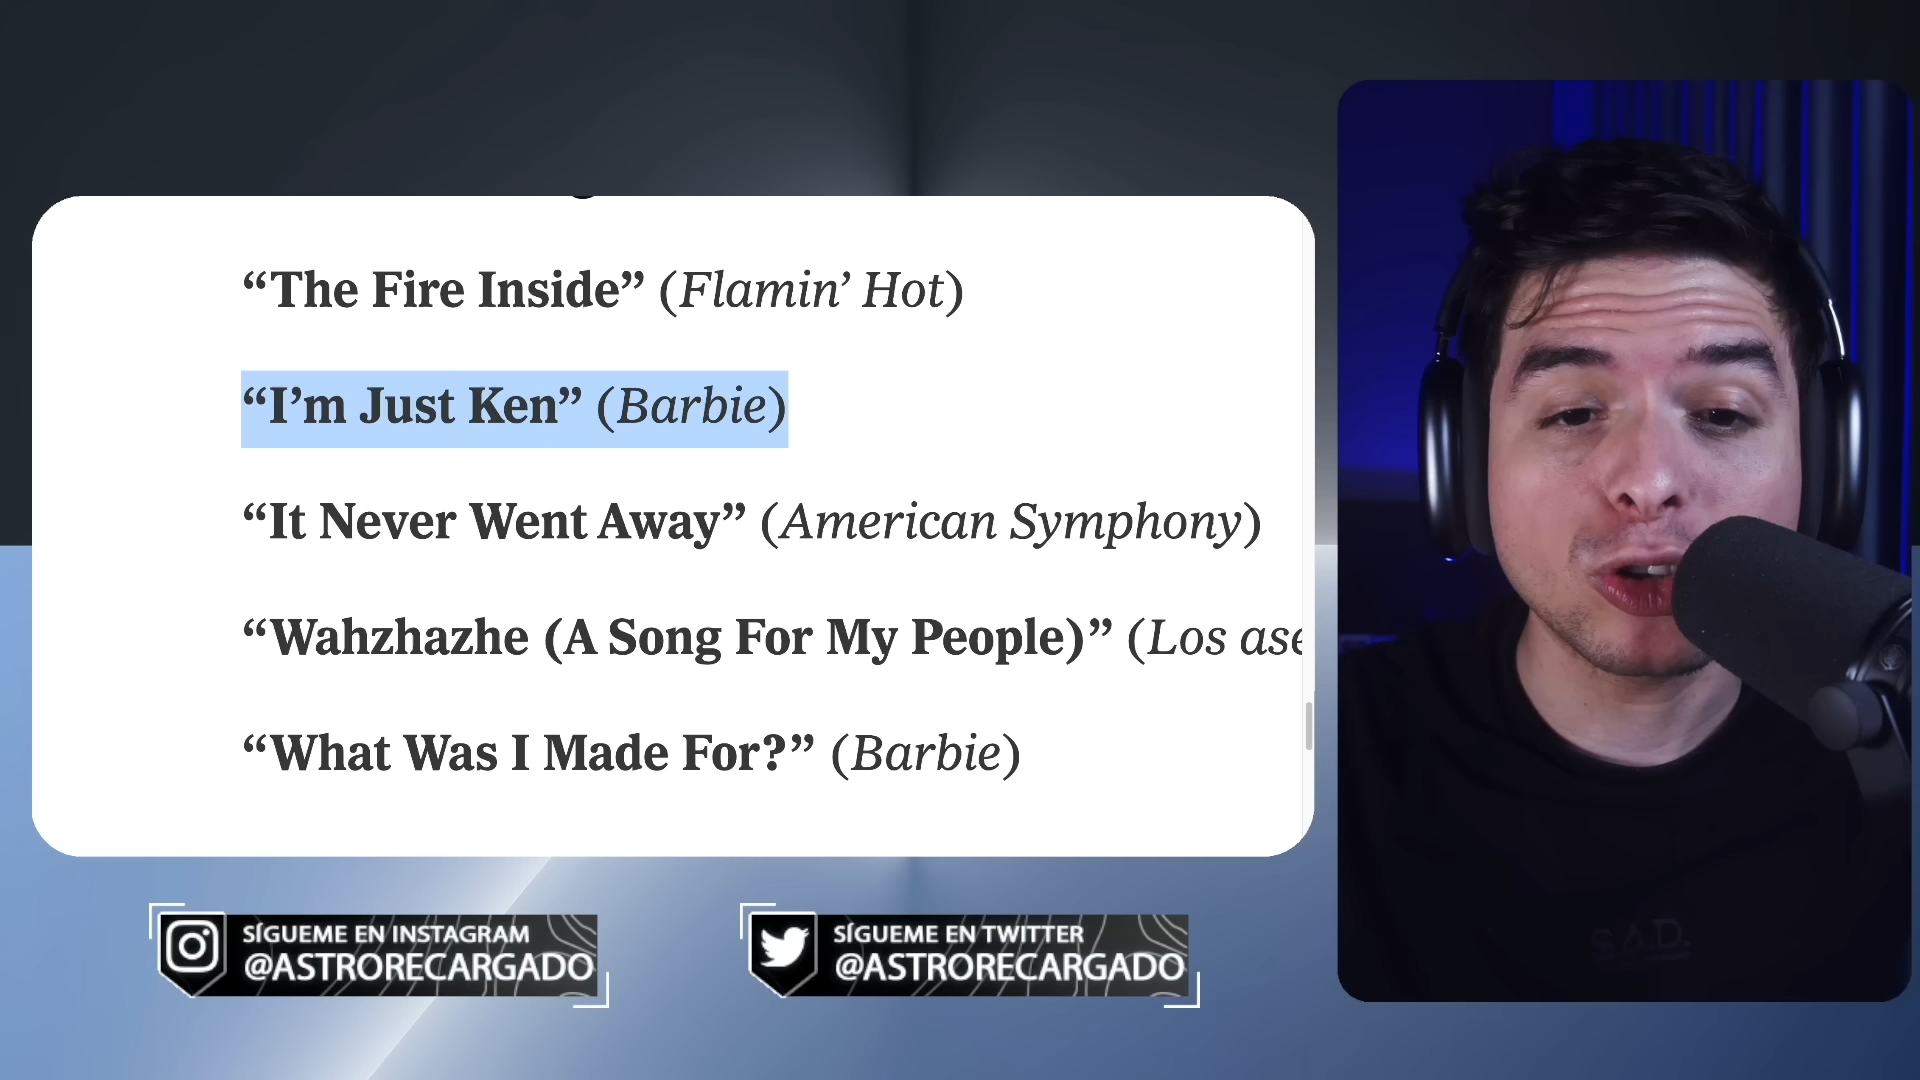 “The Fire Inside” (Flamin’ Hot)
“I’m Just Ken” (Barbie)
“It Never Went Away” (American Symphony)
“Wahzhazhe (A Song For My People)” (Los ase
“What Was I Made For?” (Barbie)
SÍGUEME EN INSTAGRAM
@ASTRORECARGADO
SÍGUEME EN TWITTER
@ASTRORECARGADO
S.A.D.